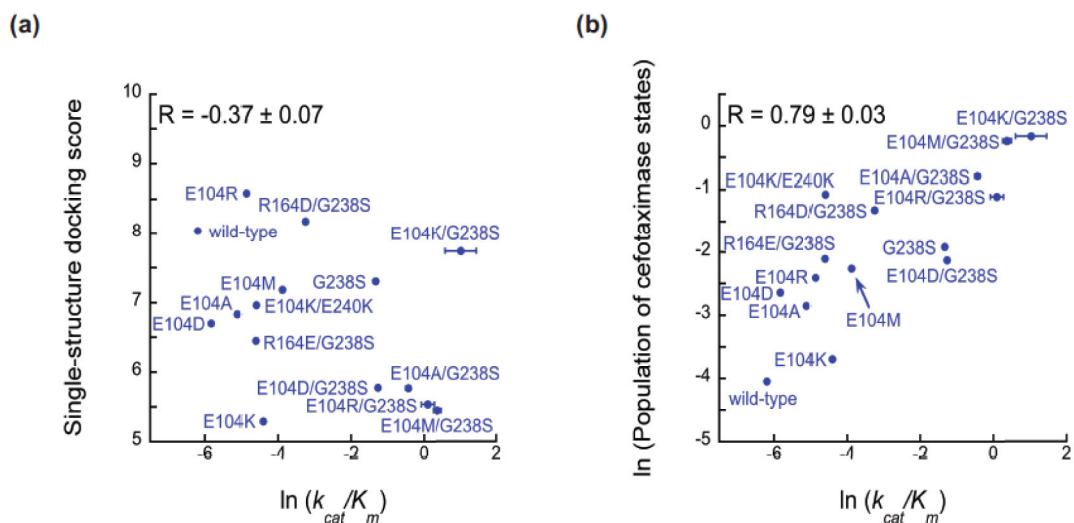 (a)
(b)
Single-structure docking score
10
9
8
7
6
5
R = -0.37 ± 0.07
E104R
R164D/G238S
wild-type
E104K/G238S
E104M
G238S
E104A
E104K/E240K
E104D
R164E/G238S
E104D/G238S
E104A/G238S
E104R/G238S
E104K
E104M/G238S
-6
-4
-2
0
2
ln (kcat/Km)
ln (Population of cefotaximase states)
0
-1
-2
-3
-4
-5
R = 0.79 ± 0.03
E104K/G238S
E104M/G238S
E104K/E240K
E104A/G238S
R164D/G238S
E104R/G238S
R164E/G238S
G238S
E104R
E104D/G238S
E104D
E104A
E104M
E104K
wild-type
-6
-4
-2
0
2
ln (kcat/Km)